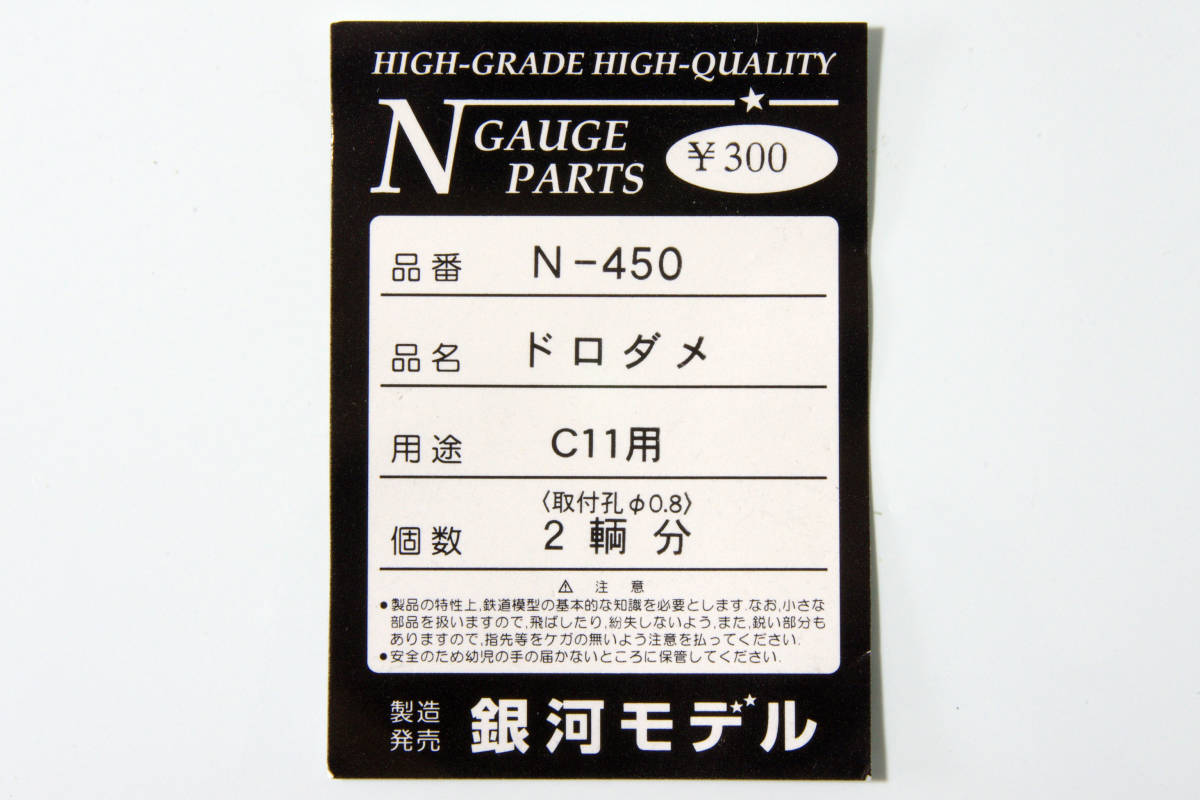 HIGH-GRADE HIGH-QUALITY
N GAUGE PARTS
¥300
品番 N-450
品名 ドロダメ
用途 C11用
〈取付孔φ0.8〉
個数 2輌分
⚠ 注意
●製品の特性上,鉄道模型の基本的な知識を必要とします.なお,小さな
部品を扱いますので,飛ばしたり,紛失しないよう,また,鋭い部分も
ありますので,指先等をケガの無いよう注意を払ってください.
●安全のため幼児の手の届かないところに保管してください.
製造
発売 銀河モデル